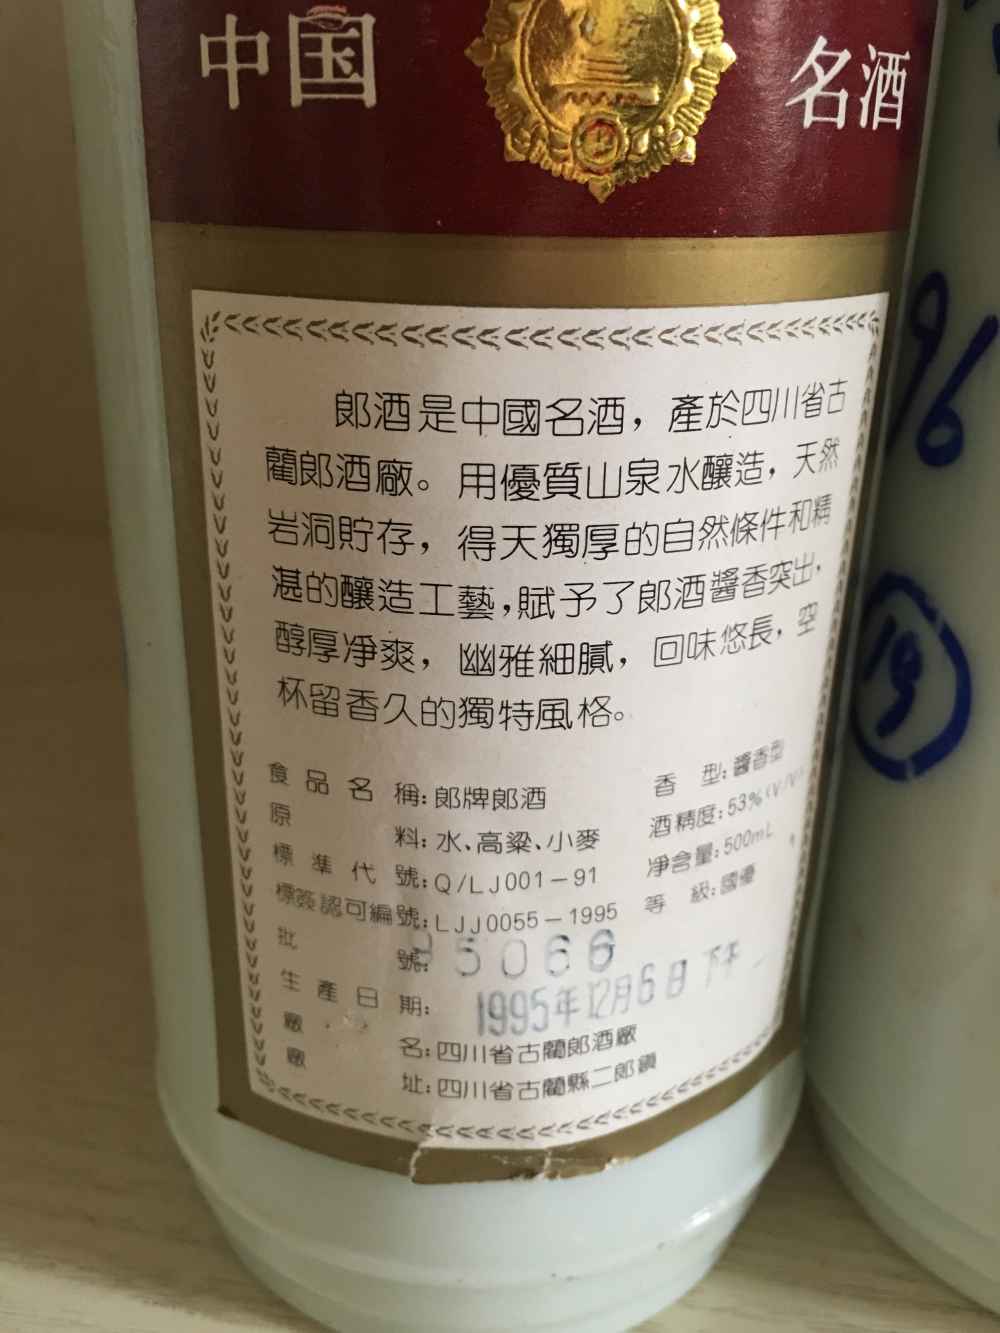 中国 名酒
郎酒是中國名酒，產於四川省古
藺郎酒廠。用優質山泉水釀造，天然
岩洞貯存，得天獨厚的自然條件和精
湛的釀造工藝，賦予了郎酒醬香突出，
醇厚净爽，幽雅細膩，回味悠長，空
杯留香久的獨特風格。
食品名稱：郎牌郎酒 香型：醬香型
原料：水、高粱、小麥 酒精度：53%(V/V)
標準代號：Q/LJ001－91 净含量：500mL
標簽認可編號：LJJ0055－1995 等級：國優
批號：95066
生產日期：1995年12月6日 下午
廠名：四川省古藺郎酒廠
廠址：四川省古藺縣二郎鎮
96
19